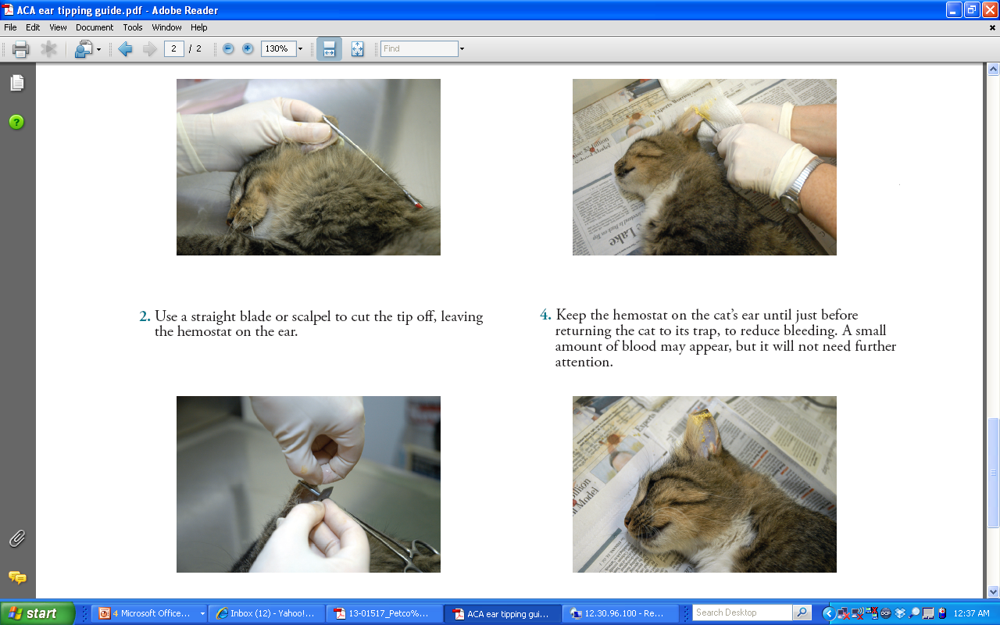 ACA ear tipping guide.pdf - Adobe Reader
File Edit View Document Tools Window Help
2 / 2 130% Find
Experts
Lake
2. Use a straight blade or scalpel to cut the tip off, leaving
the hemostat on the ear.
4. Keep the hemostat on the cat's ear until just before
returning the cat to its trap, to reduce bleeding. A small
amount of blood may appear, but it will not need further
attention.
Model
start 4 Microsoft Office... Inbox (12) - Yahoo!... 13-01517_Petco%... ACA ear tipping gui... 12.30.96.100 - Re... Search Desktop 12:37 AM